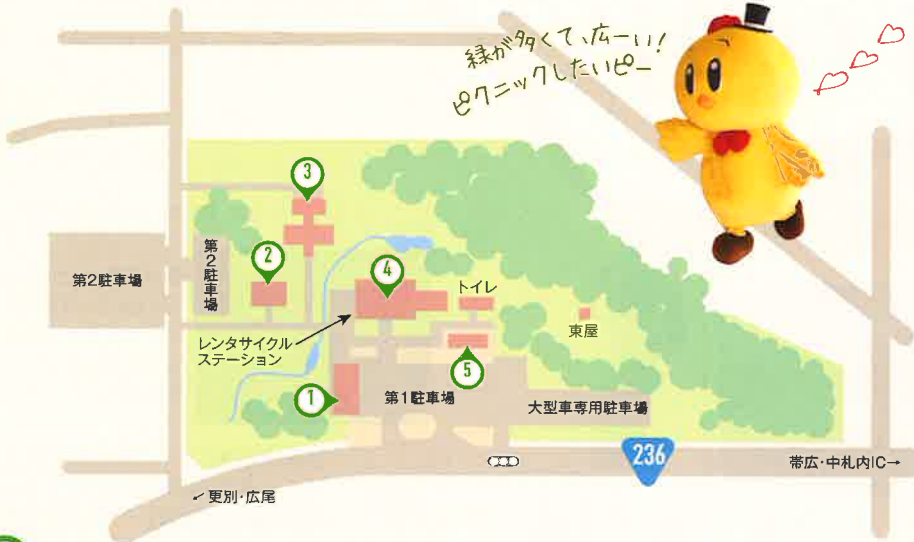 緑が多くて、広ーい!
ピクニックしたいピー
3
2
4
第2駐車場
第2駐車場
トイレ
東屋
レンタサイクル
ステーション
5
1
第1駐車場
大型車専用駐車場
236
帯広・中札内IC→
↙更別・広尾